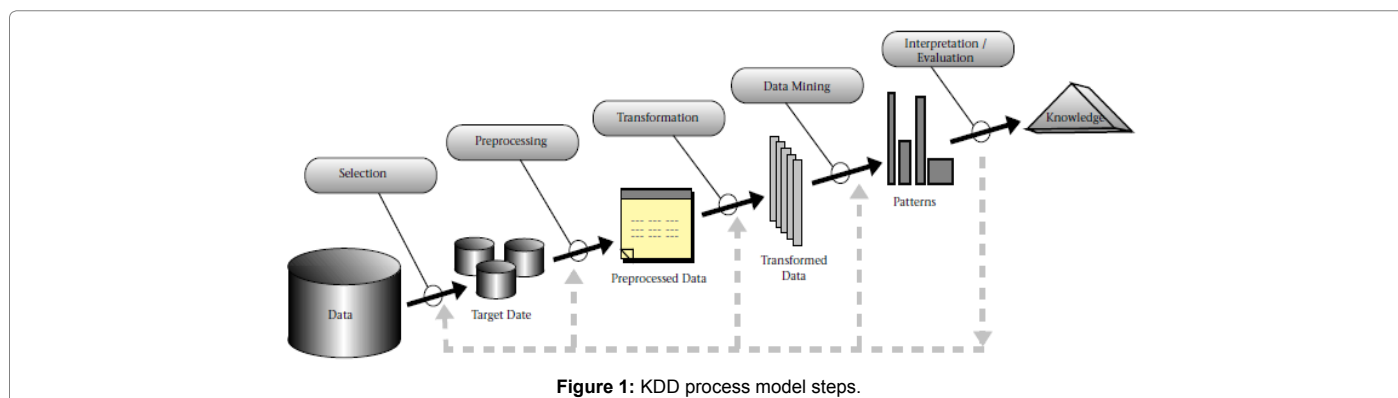 Interpretation /
Evaluation
Data Mining
Knowledge
Transformation
Preprocessing
Patterns
Selection
Transformed
Data
Preprocessed Data
Data
Target Date
Figure 1: KDD process model steps.